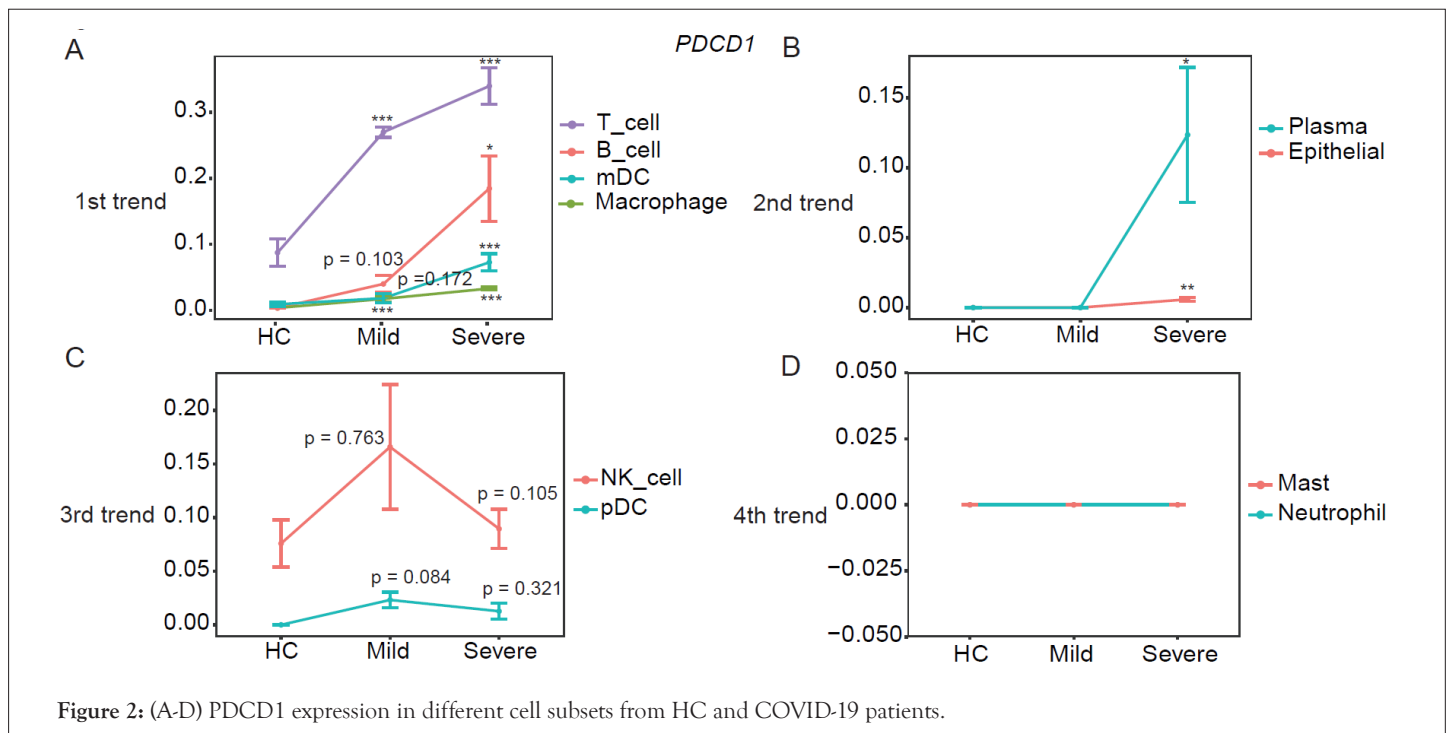 PDCD1
A
0.3
0.2
0.1
0.0
1st trend
***
***
*
p = 0.103
***
p =0.172
***
***
HC Mild Severe
T_cell
B_cell
mDC
Macrophage
B
0.15
0.10
0.05
0.00
2nd trend
*
**
HC Mild Severe
Plasma
Epithelial
C
0.20
0.15
0.10
0.05
0.00
3rd trend
p = 0.763
p = 0.105
p = 0.084
p = 0.321
HC Mild Severe
NK_cell
pDC
D
0.050
0.025
0.000
−0.025
−0.050
4th trend
HC Mild Severe
Mast
Neutrophil
Figure 2: (A-D) PDCD1 expression in different cell subsets from HC and COVID-19 patients.